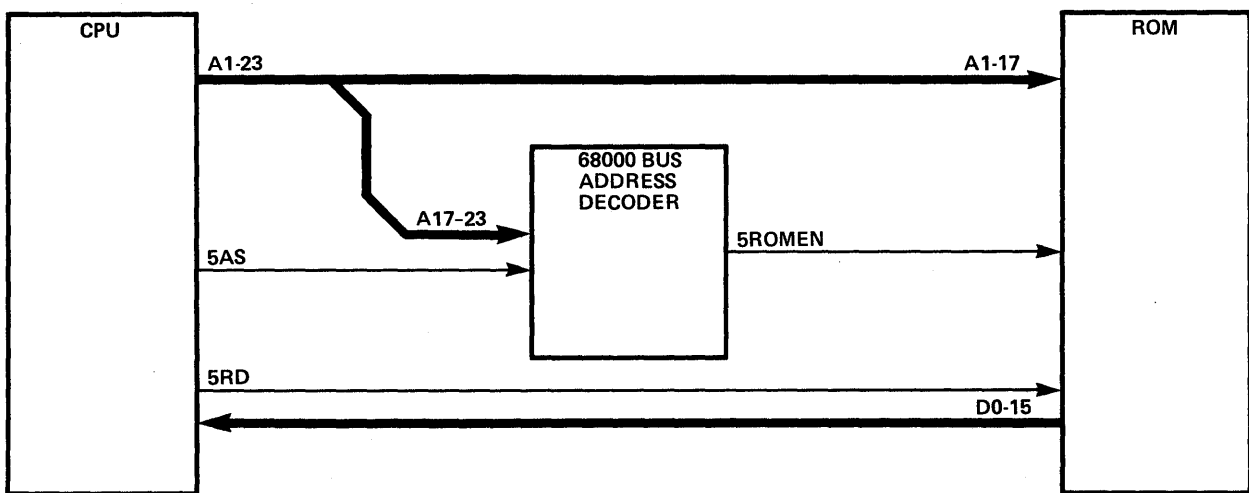 CPU
ROM
A1-23
A1-17
68000 BUS
ADDRESS
DECODER
A17-23
5ROMEN
5AS
5RD
D0-15